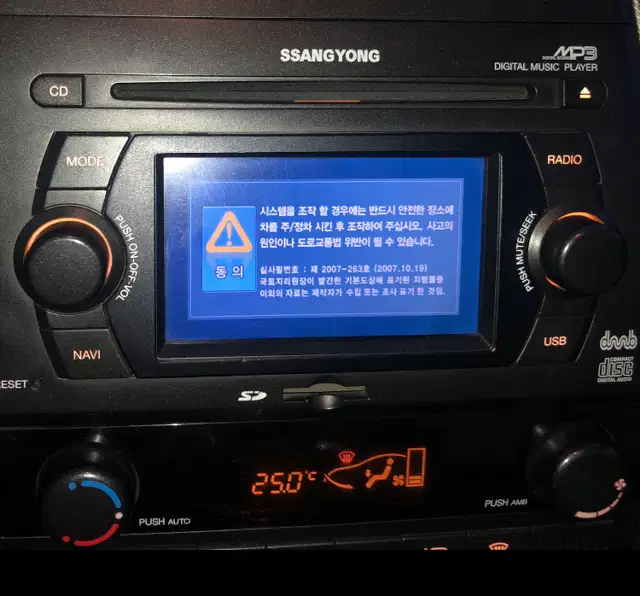 SSANGYONG
MP3
DIGITAL MUSIC PLAYER
CD
MODE
RADIO
PUSH ON-OFF·VOL
시스템을 조작 할 경우에는 반드시 안전한 장소에
차를 주/정차 시킨 후 조작하여 주십시오. 사고의
원인이나 도로교통법 위반이 될 수 있습니다.
동 의
심사필번호 : 제 2007-263호 (2007.10.19)
국토지리원장이 발간한 기본도상에 표기된 지형물중
이외의 자료는 제작자가 수집 또는 조사 표기 한 것임.
PUSH MUTE/SEEK
NAVI
USB
dmb
COMPACT
disc
DIGITAL AUDIO
RESET
SD
25.0°C
PUSH AUTO
PUSH AMB